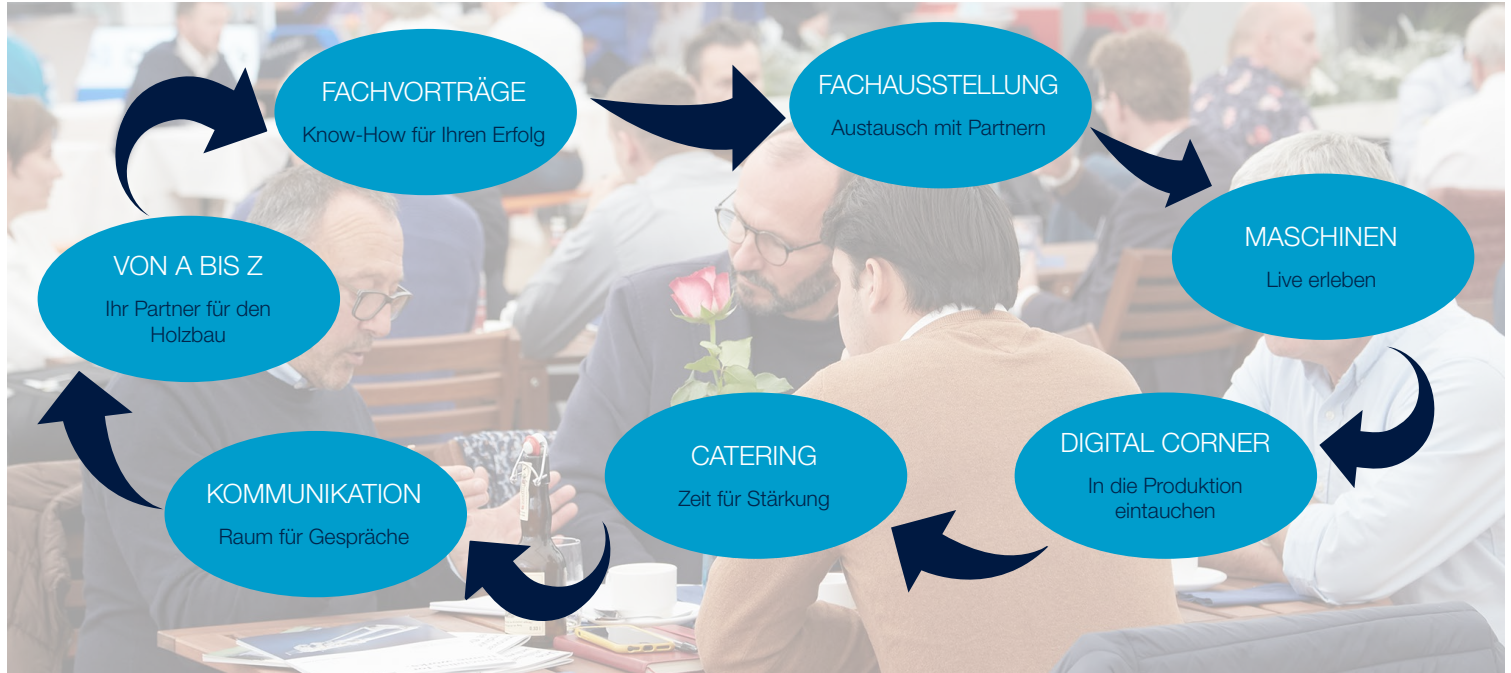 FACHVORTRÄGE
Know-How für Ihren Erfolg
FACHAUSSTELLUNG
Austausch mit Partnern
MASCHINEN
Live erleben
DIGITAL CORNER
In die Produktion
eintauchen
CATERING
Zeit für Stärkung
KOMMUNIKATION
Raum für Gespräche
VON A BIS Z
Ihr Partner für den
Holzbau